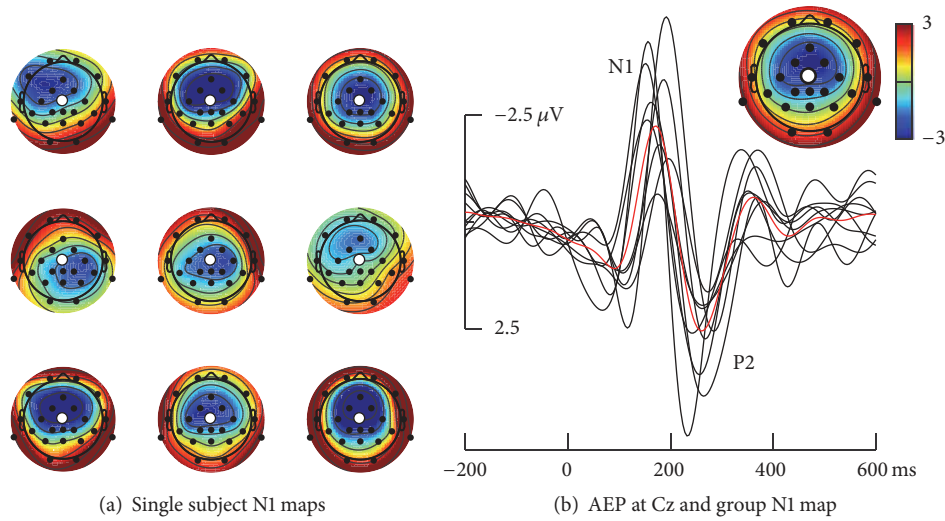 N1
3
−3
−2.5 μV
2.5
P2
−200
0
200
400
600 ms
(a) Single subject N1 maps
(b) AEP at Cz and group N1 map